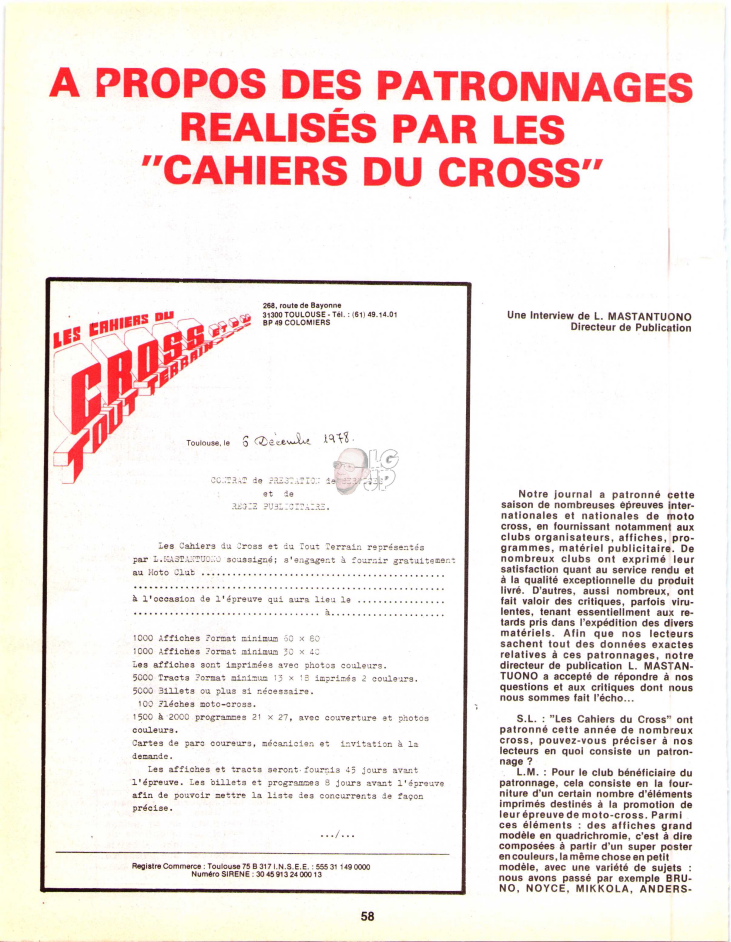 A PROPOS DES PATRONNAGES
REALISÉS PAR LES
"CAHIERS DU CROSS"
LES CAHIERS DU
CROSS ET DU
TOUT TERRAIN
268, route de Bayonne
31300 TOULOUSE - Tél. : (61) 49.14.01
BP 49 COLOMIERS
Toulouse, le 6 Décembre 1978.
LG
UP
CONTRAT de PRESTATION de SERVICES
et de
REGIE PUBLICITAIRE.
Les Cahiers du Cross et du Tout Terrain représentés
par L.MASTANTUONO soussigné; s'engagent à fournir gratuitement
au Moto Club ..........................................
........................................................
à l'occasion de l'épreuve qui aura lieu le ................
................................. à.....................
1000 Affiches Format minimum 60 x 80
1000 Affiches Format minimum 30 x 40
Les affiches sont imprimées avec photos couleurs.
5000 Tracts Format minimum 13 x 18 imprimés 2 couleurs.
5000 Billets ou plus si nécessaire.
100 Fléches moto-cross.
1500 à 2000 programmes 21 x 27, avec couverture et photos
couleurs.
Cartes de parc coureurs, mécanicien et invitation à la
demande.
Les affiches et tracts seront fournis 45 jours avant
l'épreuve. Les billets et programmes 8 jours avant l'épreuve
afin de pouvoir mettre la liste des concurrents de façon
précise.
.../...
Registre Commerce : Toulouse 75 B 317 I.N.S.E.E. : 555 31 149 0000
Numéro SIRENE : 30 45 913 24 000 13
Une Interview de L. MASTANTUONO
Directeur de Publication
Notre journal a patronné cette
saison de nombreuses épreuves inter-
nationales et nationales de moto
cross, en fournissant notamment aux
clubs organisateurs, affiches, pro-
grammes, matériel publicitaire. De
nombreux clubs ont exprimé leur
satisfaction quant au service rendu et
à la qualité exceptionnelle du produit
livré. D'autres, aussi nombreux, ont
fait valoir des critiques, parfois viru-
lentes, tenant essentiellement aux re-
tards pris dans l'expédition des divers
matériels. Afin que nos lecteurs
sachent tout des données exactes
relatives à ces patronnages, notre
directeur de publication L. MASTAN-
TUONO a accepté de répondre à nos
questions et aux critiques dont nous
nous sommes fait l'écho...
S.L. : "Les Cahiers du Cross" ont
patronné cette année de nombreux
cross, pouvez-vous préciser à nos
lecteurs en quoi consiste un patron-
nage ?
L.M. : Pour le club bénéficiaire du
patronnage, cela consiste en la four-
niture d'un certain nombre d'éléments
imprimés destinés à la promotion de
leur épreuve de moto-cross. Parmi
ces éléments : des affiches grand
modèle en quadrichromie, c'est à dire
composées à partir d'un super poster
en couleurs, la même chose en petit
modèle, avec une variété de sujets :
nous avons passé par exemple BRU-
NO, NOYCE, MIKKOLA, ANDERS-
58